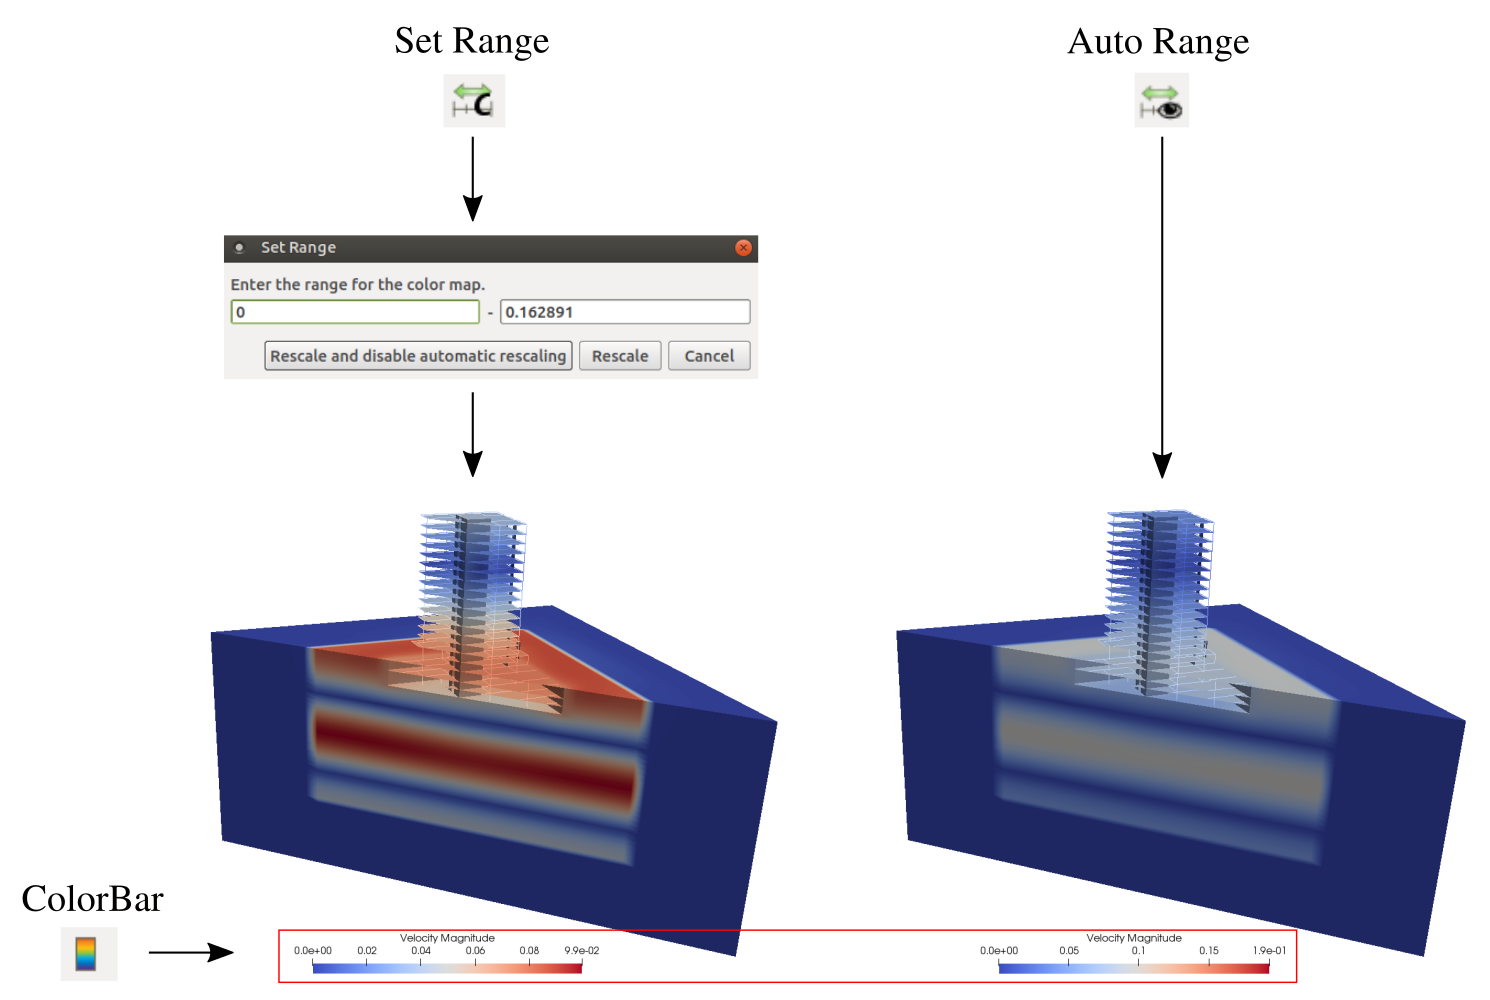 Set Range
Auto Range
Set Range
Enter the range for the color map.
0 - 0.162891
Rescale and disable automatic rescaling Rescale Cancel
ColorBar
Velocity Magnitude
0.0e+00 0.02 0.04 0.06 0.08 9.9e-02
Velocity Magnitude
0.0e+00 0.05 0.1 0.15 1.9e-01